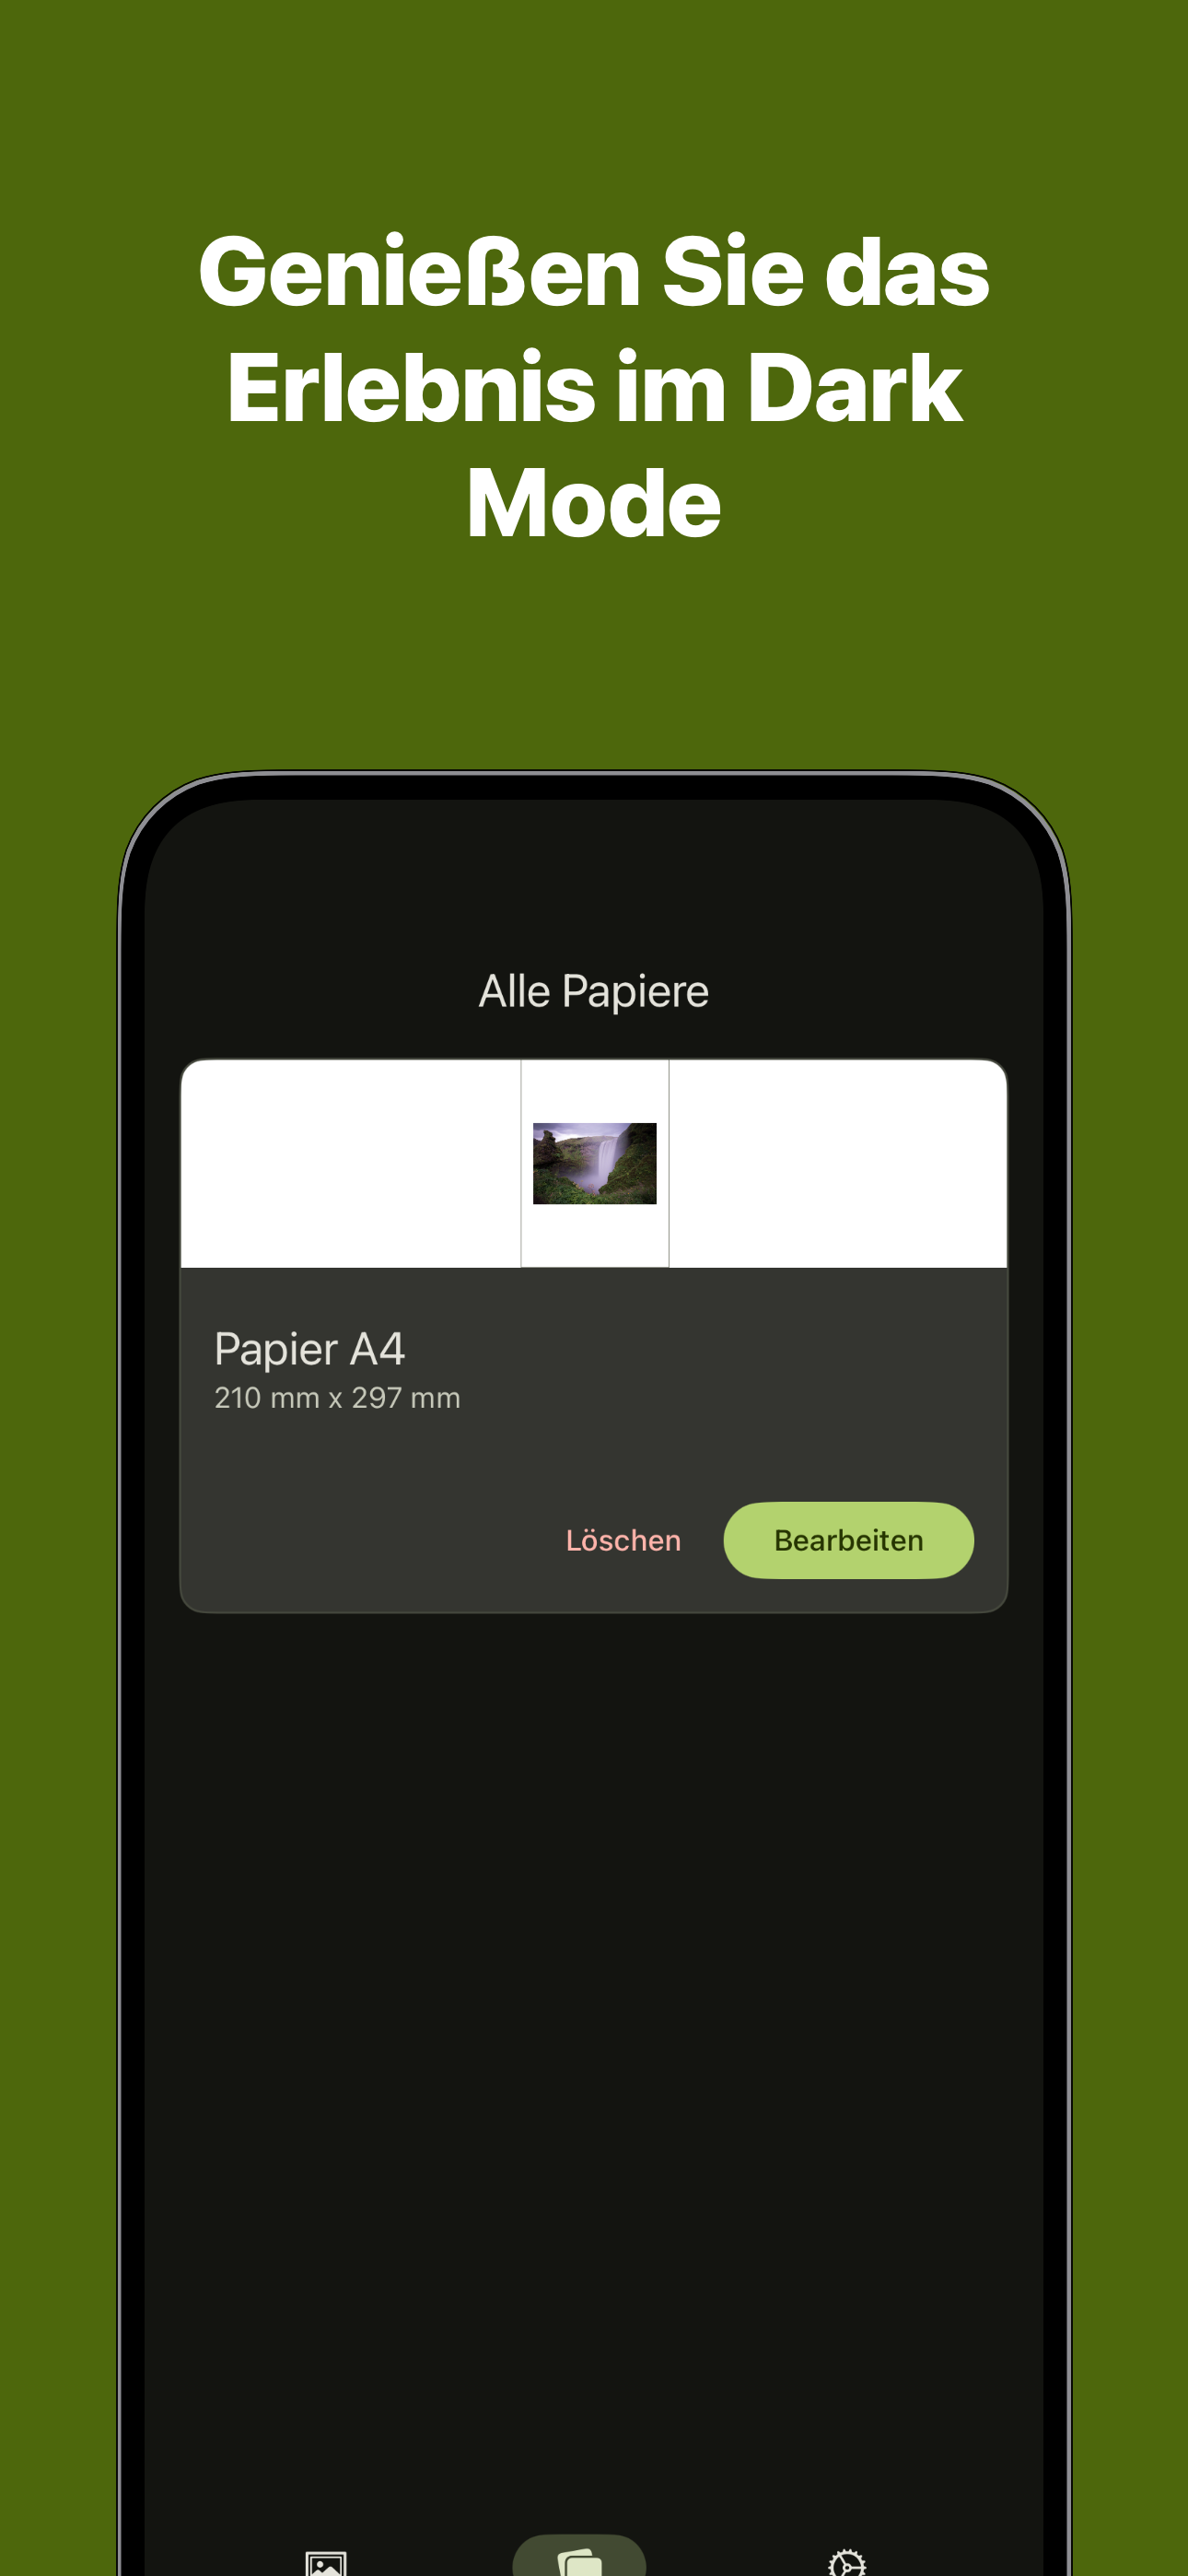 Genießen Sie das
Erlebnis im Dark
Mode
Alle Papiere
Papier A4
210 mm x 297 mm
Löschen
Bearbeiten